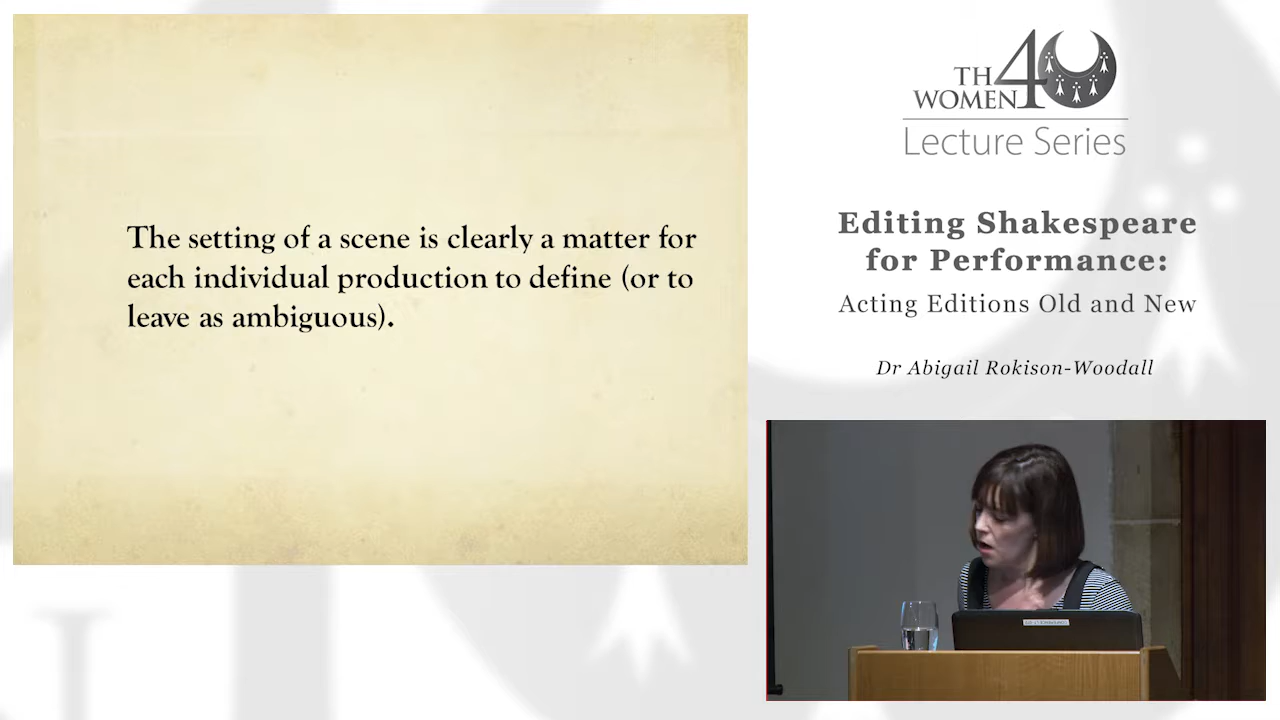 The setting of a scene is clearly a matter for
each individual production to define (or to
leave as ambiguous).
TH
WOMEN40
Lecture Series
Editing Shakespeare
for Performance:
Acting Editions Old and New
Dr Abigail Rokison-Woodall